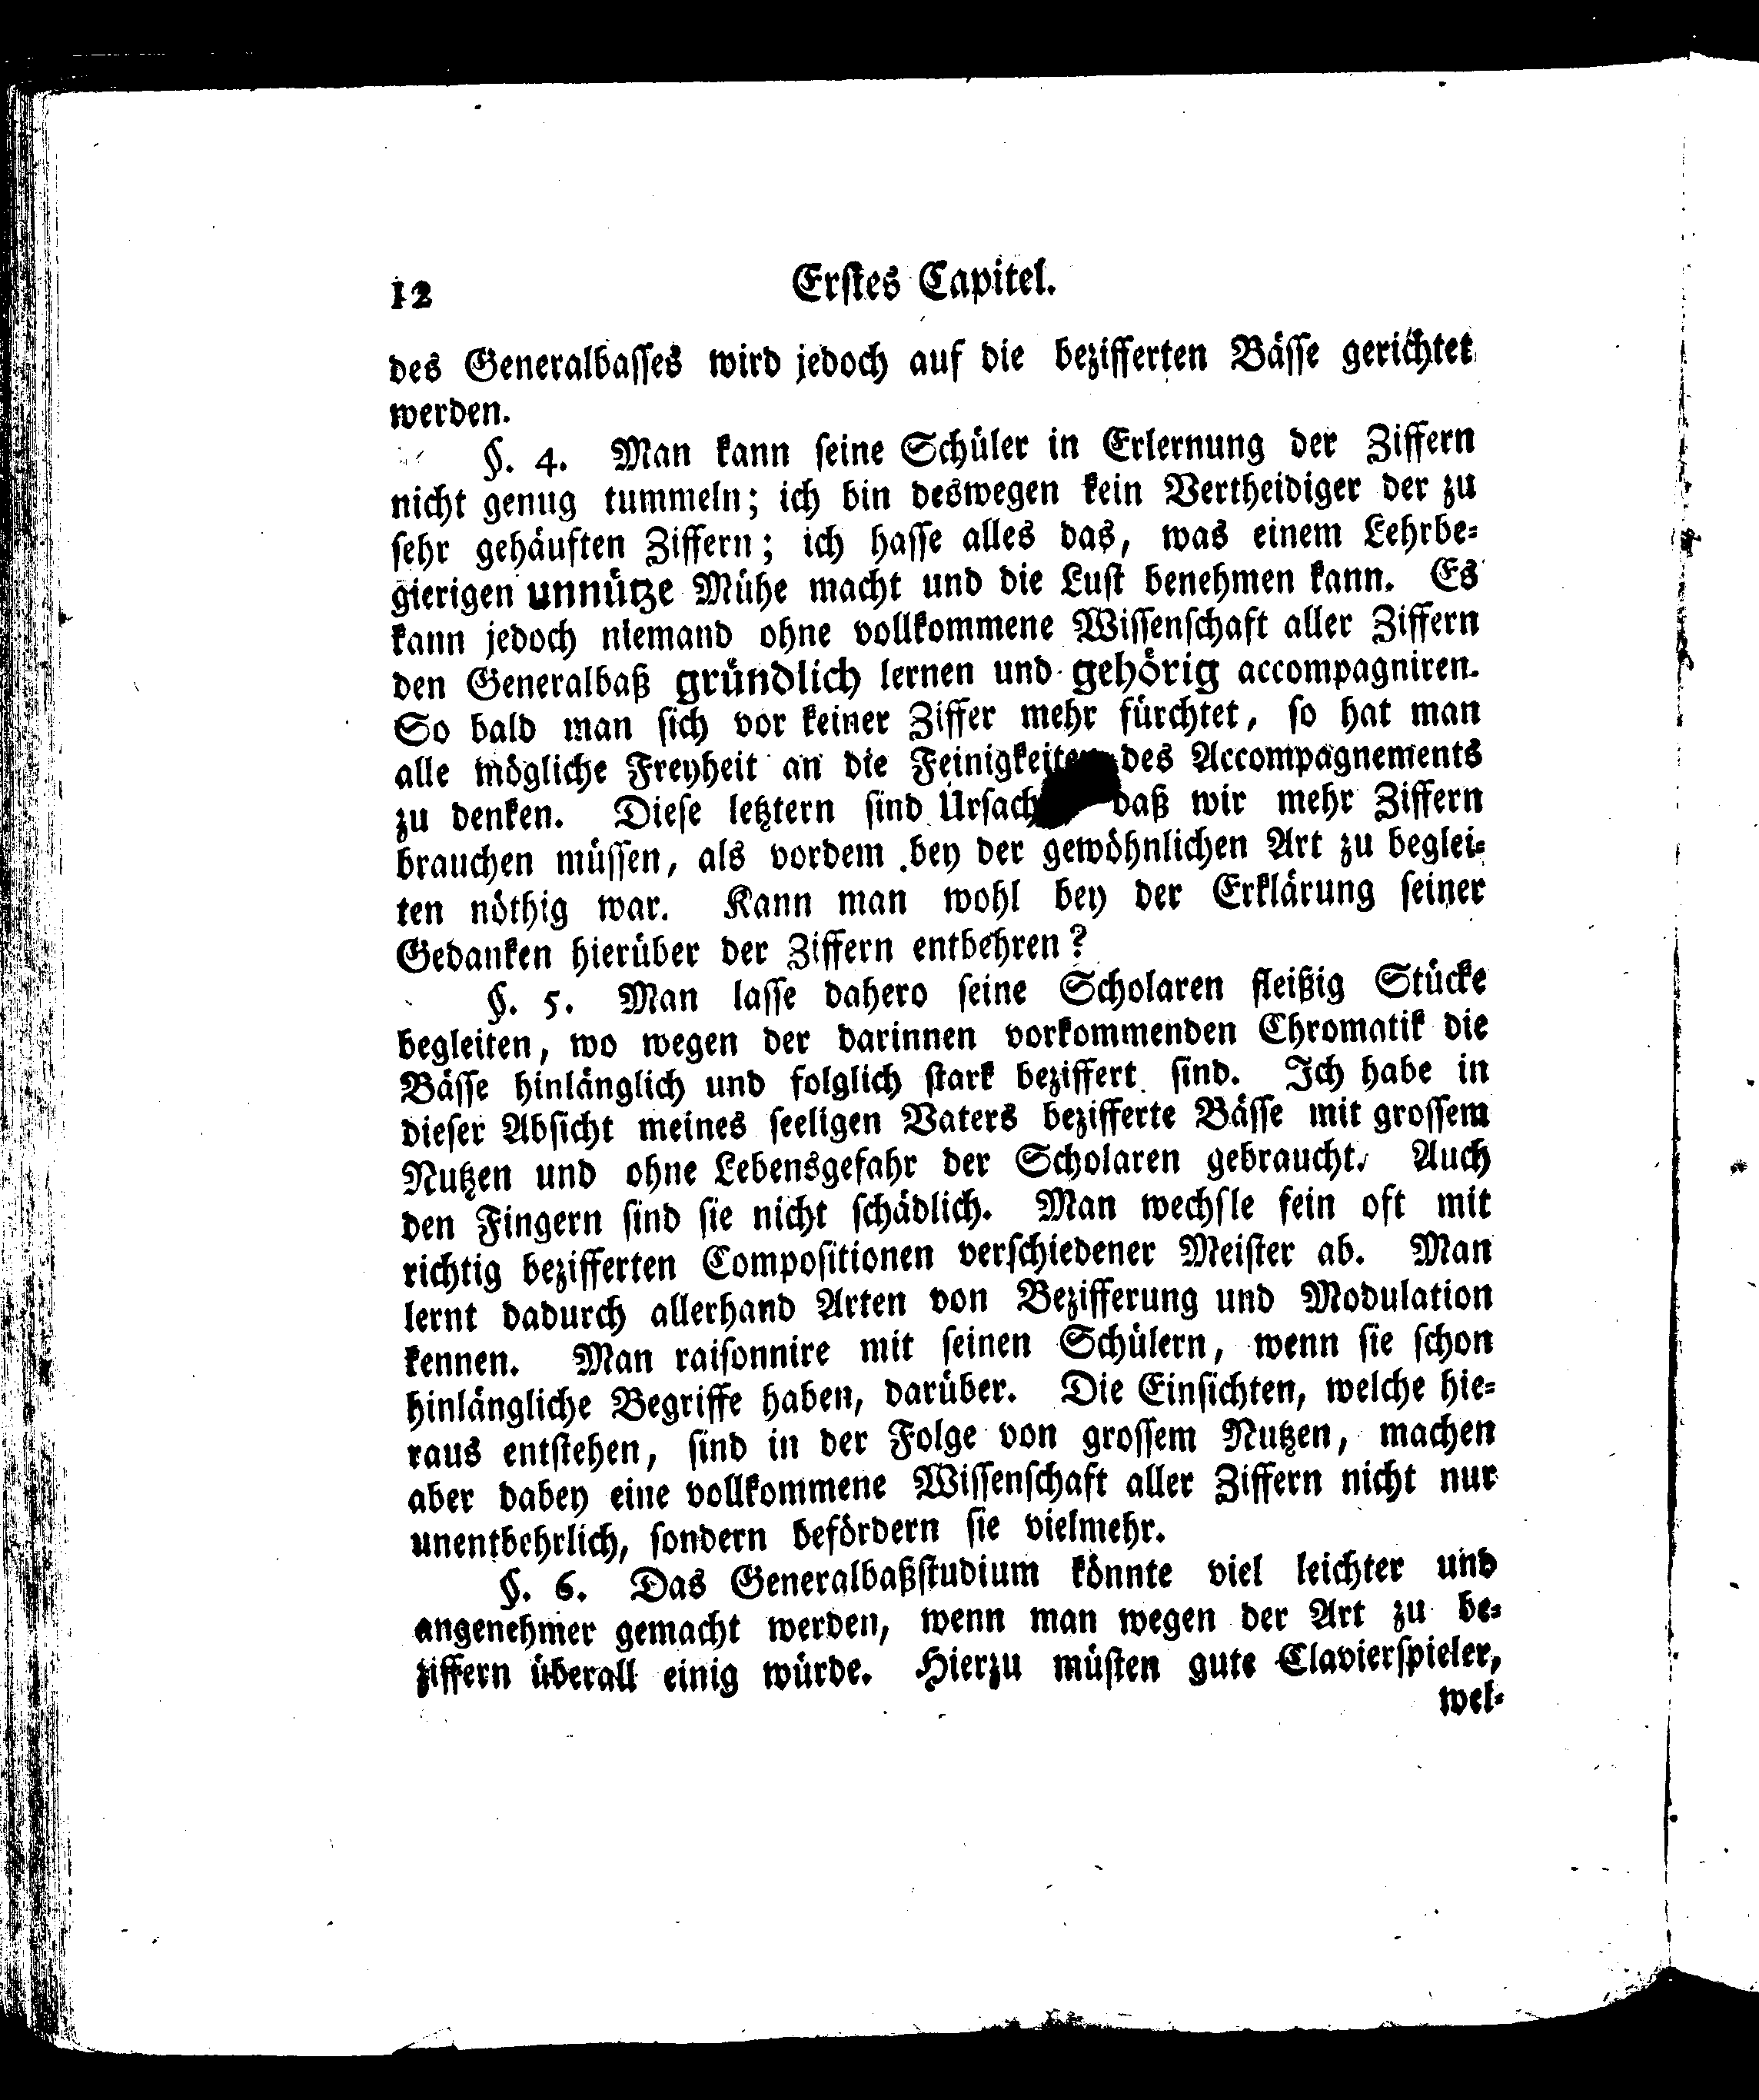 12 Erstes Capitel.
des Generalbasses wird jedoch auf die bezifferten Bässe gerichtet
werden.
§. 4. Man kann seine Schüler in Erlernung der Ziffern
nicht genug tummeln; ich bin deswegen kein Vertheidiger der zu
sehr gehäuften Ziffern; ich hasse alles das, was einem Lehrbe-
gierigen unnütze Mühe macht und die Lust benehmen kann. Es
kann jedoch niemand ohne vollkommene Wissenschaft aller Ziffern
den Generalbaß gründlich lernen und gehörig accompagniren.
So bald man sich vor keiner Ziffer mehr fürchtet, so hat man
alle mögliche Freyheit an die Feinigkeiten des Accompagnements
zu denken. Diese letztern sind daß wir mehr Ziffern
brauchen müssen, als vordem bey der gewöhnlichen Art zu beglei-
ten nöthig war. Kann man wohl bey der Erklärung seiner
Gedanken hierüber der Ziffern entbehren?
§. 5. Man lasse dahero seine Scholaren fleißig Stücke
begleiten, wo wegen der darinnen vorkommenden Chromatik die
Bässe hinlänglich und folglich stark beziffert sind. Ich habe in
dieser Absicht meines seeligen Vaters bezifferte Bässe mit grossem
Nutzen und ohne Lebensgefahr der Scholaren gebraucht. Auch
den Fingern sind sie nicht schädlich. Man wechsle fein oft mit
richtig bezifferten Compositionen verschiedener Meister ab. Man
lernt dadurch allerhand Arten von Bezifferung und Modulation
kennen. Man raisonnire mit seinen Schülern, wenn sie schon
hinlängliche Begriffe haben, darüber. Die Einsichten, welche hie-
raus entstehen, sind in der Folge von grossem Nutzen, machen
aber dabey eine vollkommene Wissenschaft aller Ziffern nicht nur
unentbehrlich, sondern befördern sie vielmehr.
§. 6. Das Generalbaßstudium könnte viel leichter und
angenehmer gemacht werden, wenn man wegen der Art zu be-
ziffern überall einig würde. Hierzu müsten gute Clavierspieler,
wel-